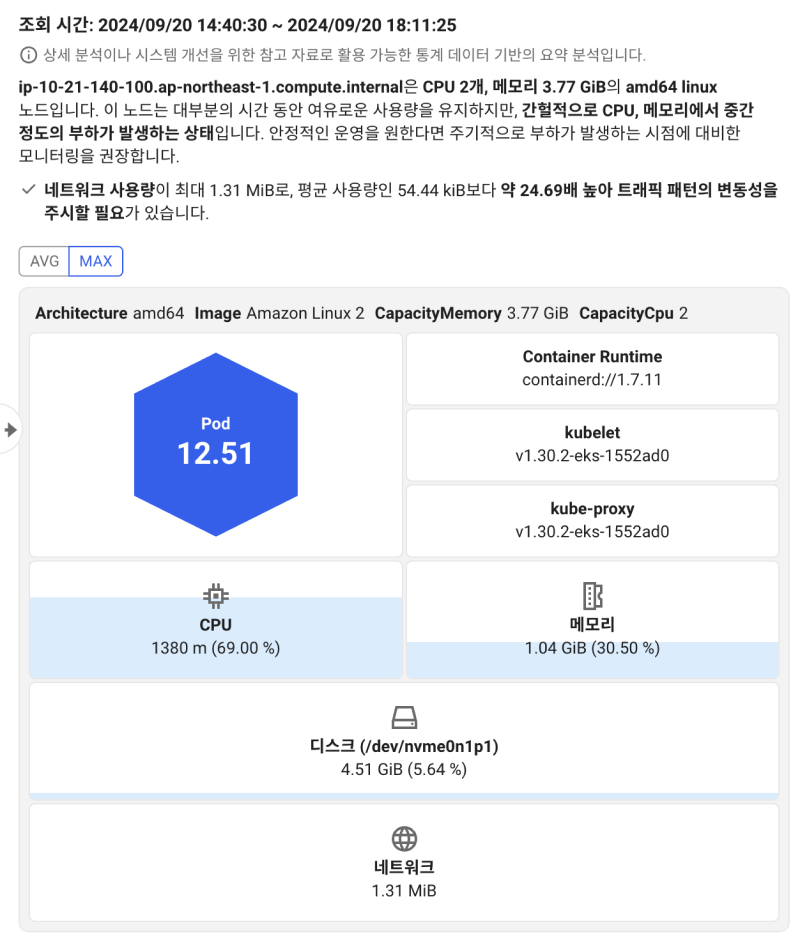 조회 시간: 2024/09/20 14:40:30 ~ 2024/09/20 18:11:25
상세 분석이나 시스템 개선을 위한 참고 자료로 활용 가능한 통계 데이터 기반의 요약 분석입니다.
ip-10-21-140-100.ap-northeast-1.compute.internal은 CPU 2개, 메모리 3.77 GiB의 amd64 linux
노드입니다. 이 노드는 대부분의 시간 동안 여유로운 사용량을 유지하지만, 간헐적으로 CPU, 메모리에서 중간
정도의 부하가 발생하는 상태입니다. 안정적인 운영을 원한다면 주기적으로 부하가 발생하는 시점에 대비한
모니터링을 권장합니다.
네트워크 사용량이 최대 1.31 MiB로, 평균 사용량인 54.44 kiB보다 약 24.69배 높아 트래픽 패턴의 변동성을
주시할 필요가 있습니다.
AVG MAX
Architecture amd64 Image Amazon Linux 2 CapacityMemory 3.77 GiB CapacityCpu 2
Pod
12.51
Container Runtime
containerd://1.7.11
kubelet
v1.30.2-eks-1552ad0
kube-proxy
v1.30.2-eks-1552ad0
CPU
1380 m (69.00 %)
메모리
1.04 GiB (30.50 %)
디스크 (/dev/nvme0n1p1)
4.51 GiB (5.64 %)
네트워크
1.31 MiB